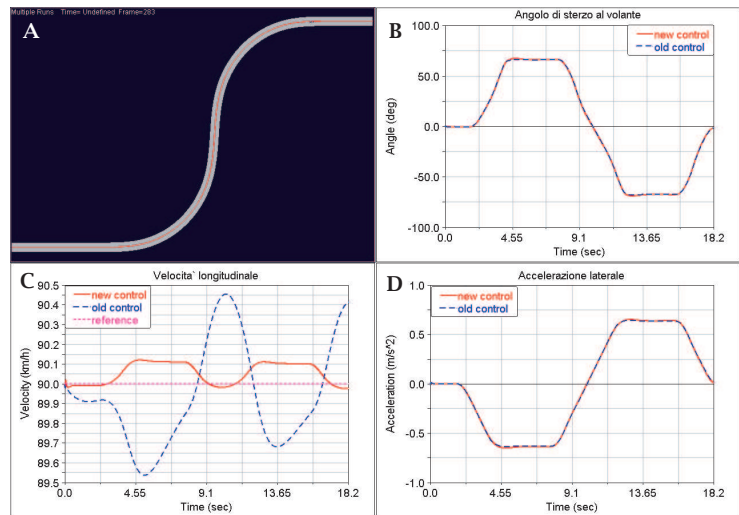 Multiple Runs Time= Undefined Frame=283
A
B
Angolo di sterzo al volante
new control
old control
100.0
50.0
0.0
-50.0
-100.0
Angle (deg)
0.0 4.55 9.1 13.65 18.2
Time (sec)
C
Velocita` longitudinale
new control
old control
reference
90.5
90.4
90.3
90.2
90.1
90.0
89.9
89.8
89.7
89.6
89.5
Velocity (km/h)
0.0 4.55 9.1 13.65 18.2
Time (sec)
D
Accelerazione laterale
new control
old control
1.0
0.5
0.0
-0.5
-1.0
Acceleration (m/s^2)
0.0 4.55 9.1 13.65 18.2
Time (sec)